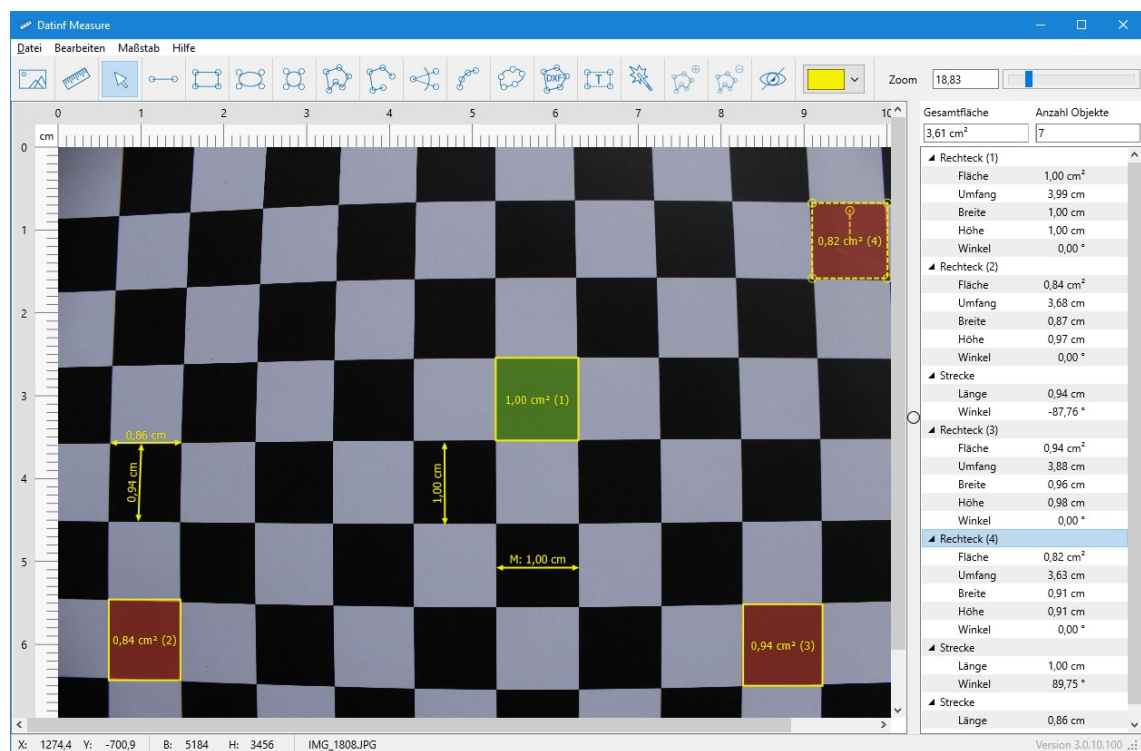 Datinf Measure
Datei Bearbeiten Maßstab Hilfe
DXF T Zoom 18,83
0 1 2 3 4 5 6 7 8 9 10
cm
0
1
2
3
4
5
6
0,82 cm² (4)
1,00 cm² (1)
0,86 cm
0,94 cm
1,00 cm
M: 1,00 cm
0,84 cm² (2)
0,94 cm² (3)
Gesamtfläche Anzahl Objekte
3,61 cm² 7
Rechteck (1)
Fläche 1,00 cm²
Umfang 3,99 cm
Breite 1,00 cm
Höhe 1,00 cm
Winkel 0,00 °
Rechteck (2)
Fläche 0,84 cm²
Umfang 3,68 cm
Breite 0,87 cm
Höhe 0,97 cm
Winkel 0,00 °
Strecke
Länge 0,94 cm
Winkel -87,76 °
Rechteck (3)
Fläche 0,94 cm²
Umfang 3,88 cm
Breite 0,96 cm
Höhe 0,98 cm
Winkel 0,00 °
Rechteck (4)
Fläche 0,82 cm²
Umfang 3,63 cm
Breite 0,91 cm
Höhe 0,91 cm
Winkel 0,00 °
Strecke
Länge 1,00 cm
Winkel 89,75 °
Strecke
Länge 0,86 cm
X: 1274,4 Y: -700,9 B: 5184 H: 3456 IMG_1808.JPG Version 3.0.10.100